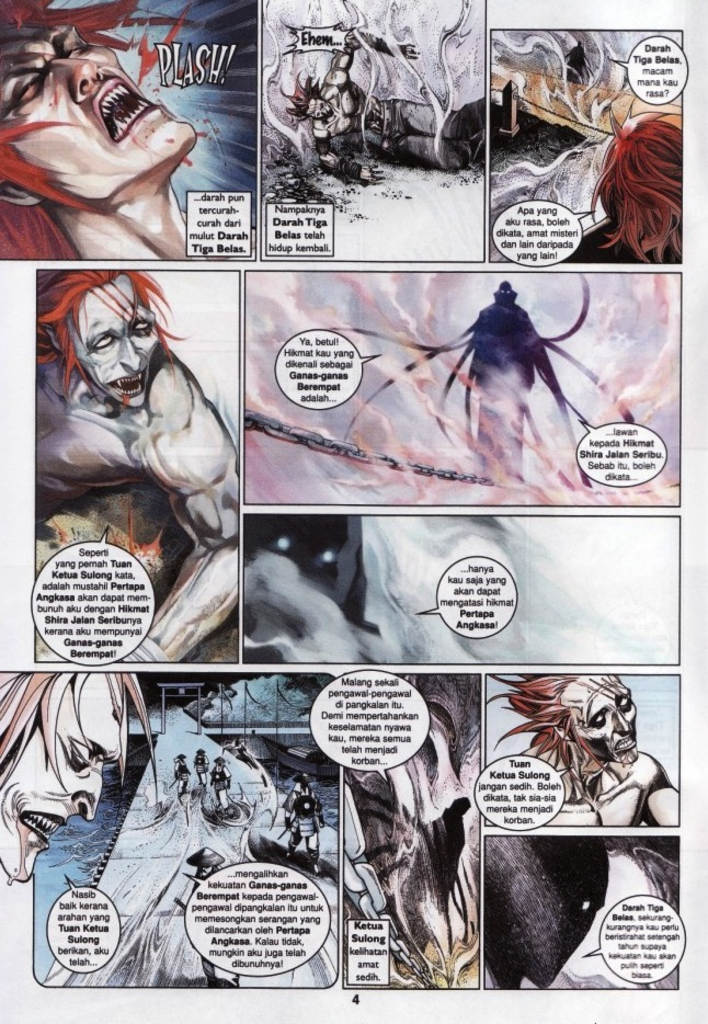 PLASH!
...darah pun
tercurah-
curah dari
mulut Darah
Tiga Belas.
Ehem...
Nampaknya
Darah Tiga
Belas telah
hidup kembali.
Darah
Tiga Belas,
macam
mana kau
rasa?
Apa yang
aku rasa, boleh
dikata, amat misteri
dan lain daripada
yang lain!
Seperti
yang pernah Tuan
Ketua Sulong kata,
adalah mustahil Pertapa
Angkasa akan dapat mem-
bunuh aku dengan Hikmat
Shira Jalan Seribunya
kerana aku mempunyai
Ganas-ganas
Berempat!
Ya, betul!
Hikmat kau yang
dikenali sebagai
Ganas-ganas
Berempat
adalah...
...lawan
kepada Hikmat
Shira Jalan Seribu.
Sebab itu, boleh
dikata...
...hanya
kau saja yang
akan dapat
mengatasi hikmat
Pertapa
Angkasa!
Nasib
baik kerana
arahan yang
Tuan Ketua
Sulong
berikan, aku
telah...
...mengalihkan
kekuatan Ganas-ganas
Berempat kepada pengawal-
pengawal dipangkalan itu untuk
memesongkan serangan yang
dilancarkan oleh Pertapa
Angkasa. Kalau tidak,
mungkin aku juga telah
dibunuhnya!
Malang sekali
pengawal-pengawal
di pangkalan itu.
Demi mempertahankan
keselamatan nyawa
kau, mereka semua
telah menjadi
korban...
Ketua
Sulong
kelihatan
amat
sedih.
Tuan
Ketua Sulong
jangan sedih. Boleh
dikata, tak sia-sia
mereka menjadi
korban.
Darah Tiga
Belas, sekurang-
kurangnya kau perlu
beristirahat setengah
tahun supaya
kekuatan kau akan
pulih seperti
biasa.
4